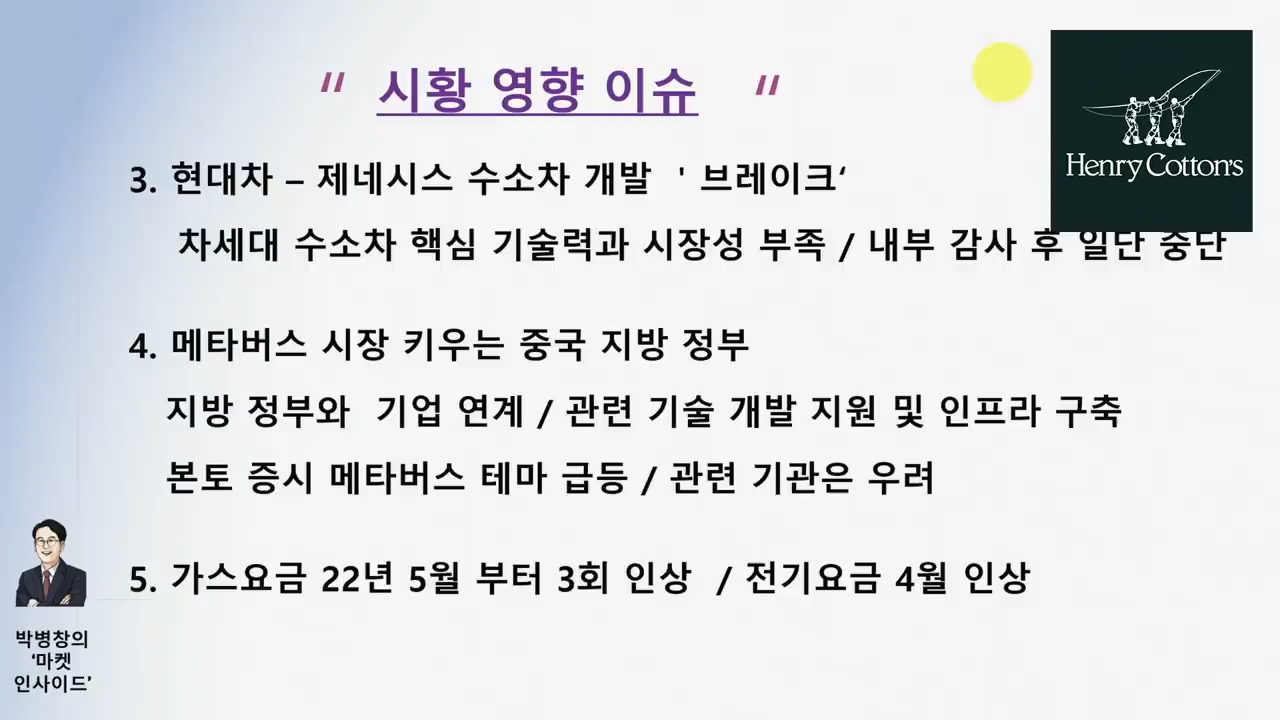 " 시황 영향 이슈 "
3. 현대차 – 제네시스 수소차 개발 ' 브레이크‘
차세대 수소차 핵심 기술력과 시장성 부족 / 내부 감사 후 일단 중단
4. 메타버스 시장 키우는 중국 지방 정부
지방 정부와 기업 연계 / 관련 기술 개발 지원 및 인프라 구축
본토 증시 메타버스 테마 급등 / 관련 기관은 우려
5. 가스요금 22년 5월 부터 3회 인상 / 전기요금 4월 인상
Henry Cotton's
박병창의
‘마켓
인사이드’